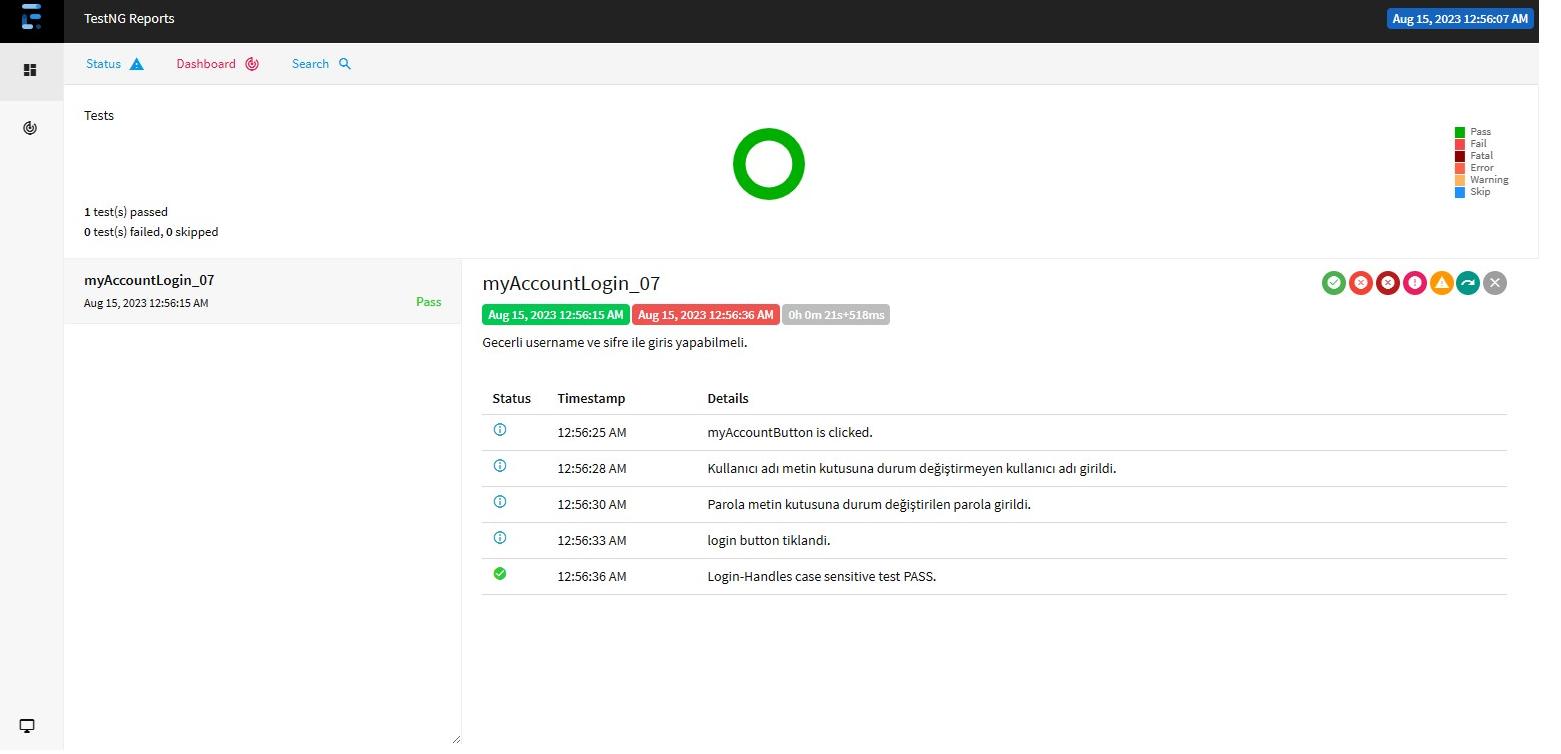 TestNG Reports
Aug 15, 2023 12:56:07 AM
Status
Dashboard
Search
Tests
Pass
Fail
Fatal
Error
Warning
Skip
1 test(s) passed
0 test(s) failed, 0 skipped
myAccountLogin_07
Aug 15, 2023 12:56:15 AM
Pass
myAccountLogin_07
Aug 15, 2023 12:56:15 AM Aug 15, 2023 12:56:36 AM 0h 0m 21s+518ms
Gecerli username ve sifre ile giris yapabilmeli.
Status Timestamp Details
12:56:25 AM myAccountButton is clicked.
12:56:28 AM Kullanıcı adı metin kutusuna durum değiştirmeyen kullanıcı adı girildi.
12:56:30 AM Parola metin kutusuna durum değiştirilen parola girildi.
12:56:33 AM login button tiklandi.
12:56:36 AM Login-Handles case sensitive test PASS.